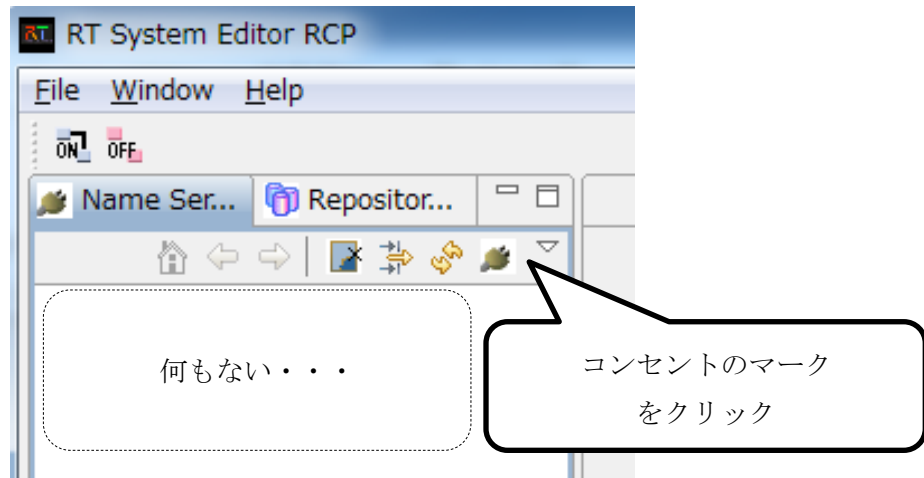 RT RT System Editor RCP
File Window Help
ON OFF
Name Ser... Repositor...
何もない・・・
コンセントのマーク
をクリック